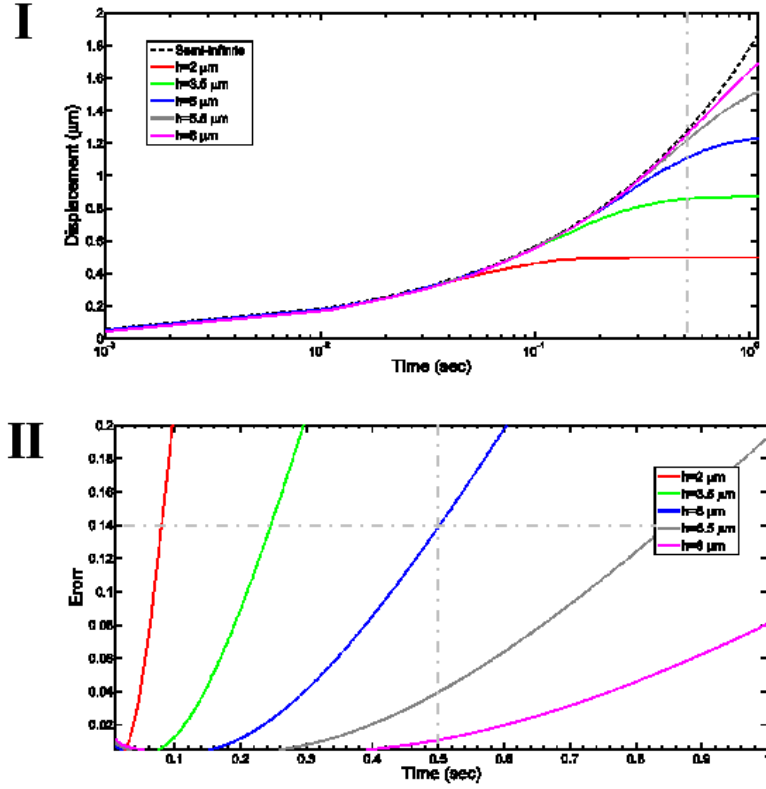 I
2
1.8
1.6
1.4
1.2
1
0.8
0.6
0.4
0.2
0
Displacement (μm)
Semi-infinite
h=2 μm
h=3.5 μm
h=5 μm
h=6.5 μm
h=8 μm
10⁻³ 10⁻² 10⁻¹ 10⁰
Time (sec)
II
0.2
0.18
0.16
0.14
0.12
0.1
0.08
0.06
0.04
0.02
Erorr
h=2 μm
h=3.5 μm
h=5 μm
h=6.5 μm
h=8 μm
0.1 0.2 0.3 0.4 0.5 0.6 0.7 0.8 0.9 1
Time (sec)